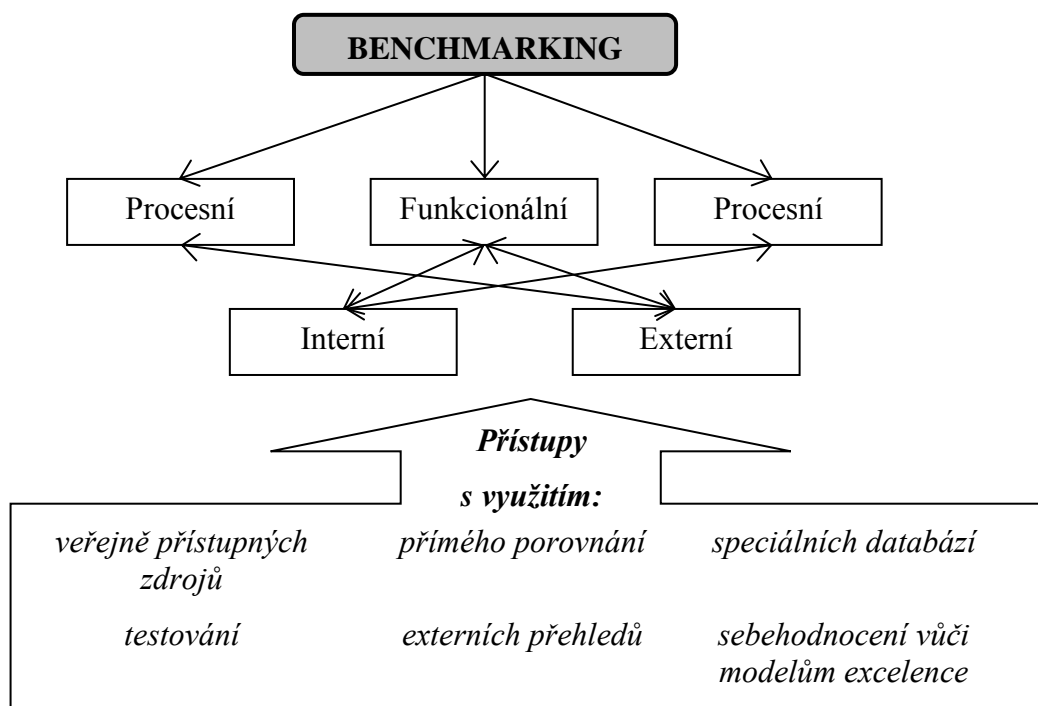 BENCHMARKING
Procesní
Funkcionální
Procesní
Interní
Externí
Přístupy
s využitím:
veřejně přístupných
zdrojů
přímého porovnání
speciálních databází
testování
externích přehledů
sebehodnocení vůči
modelům excelence